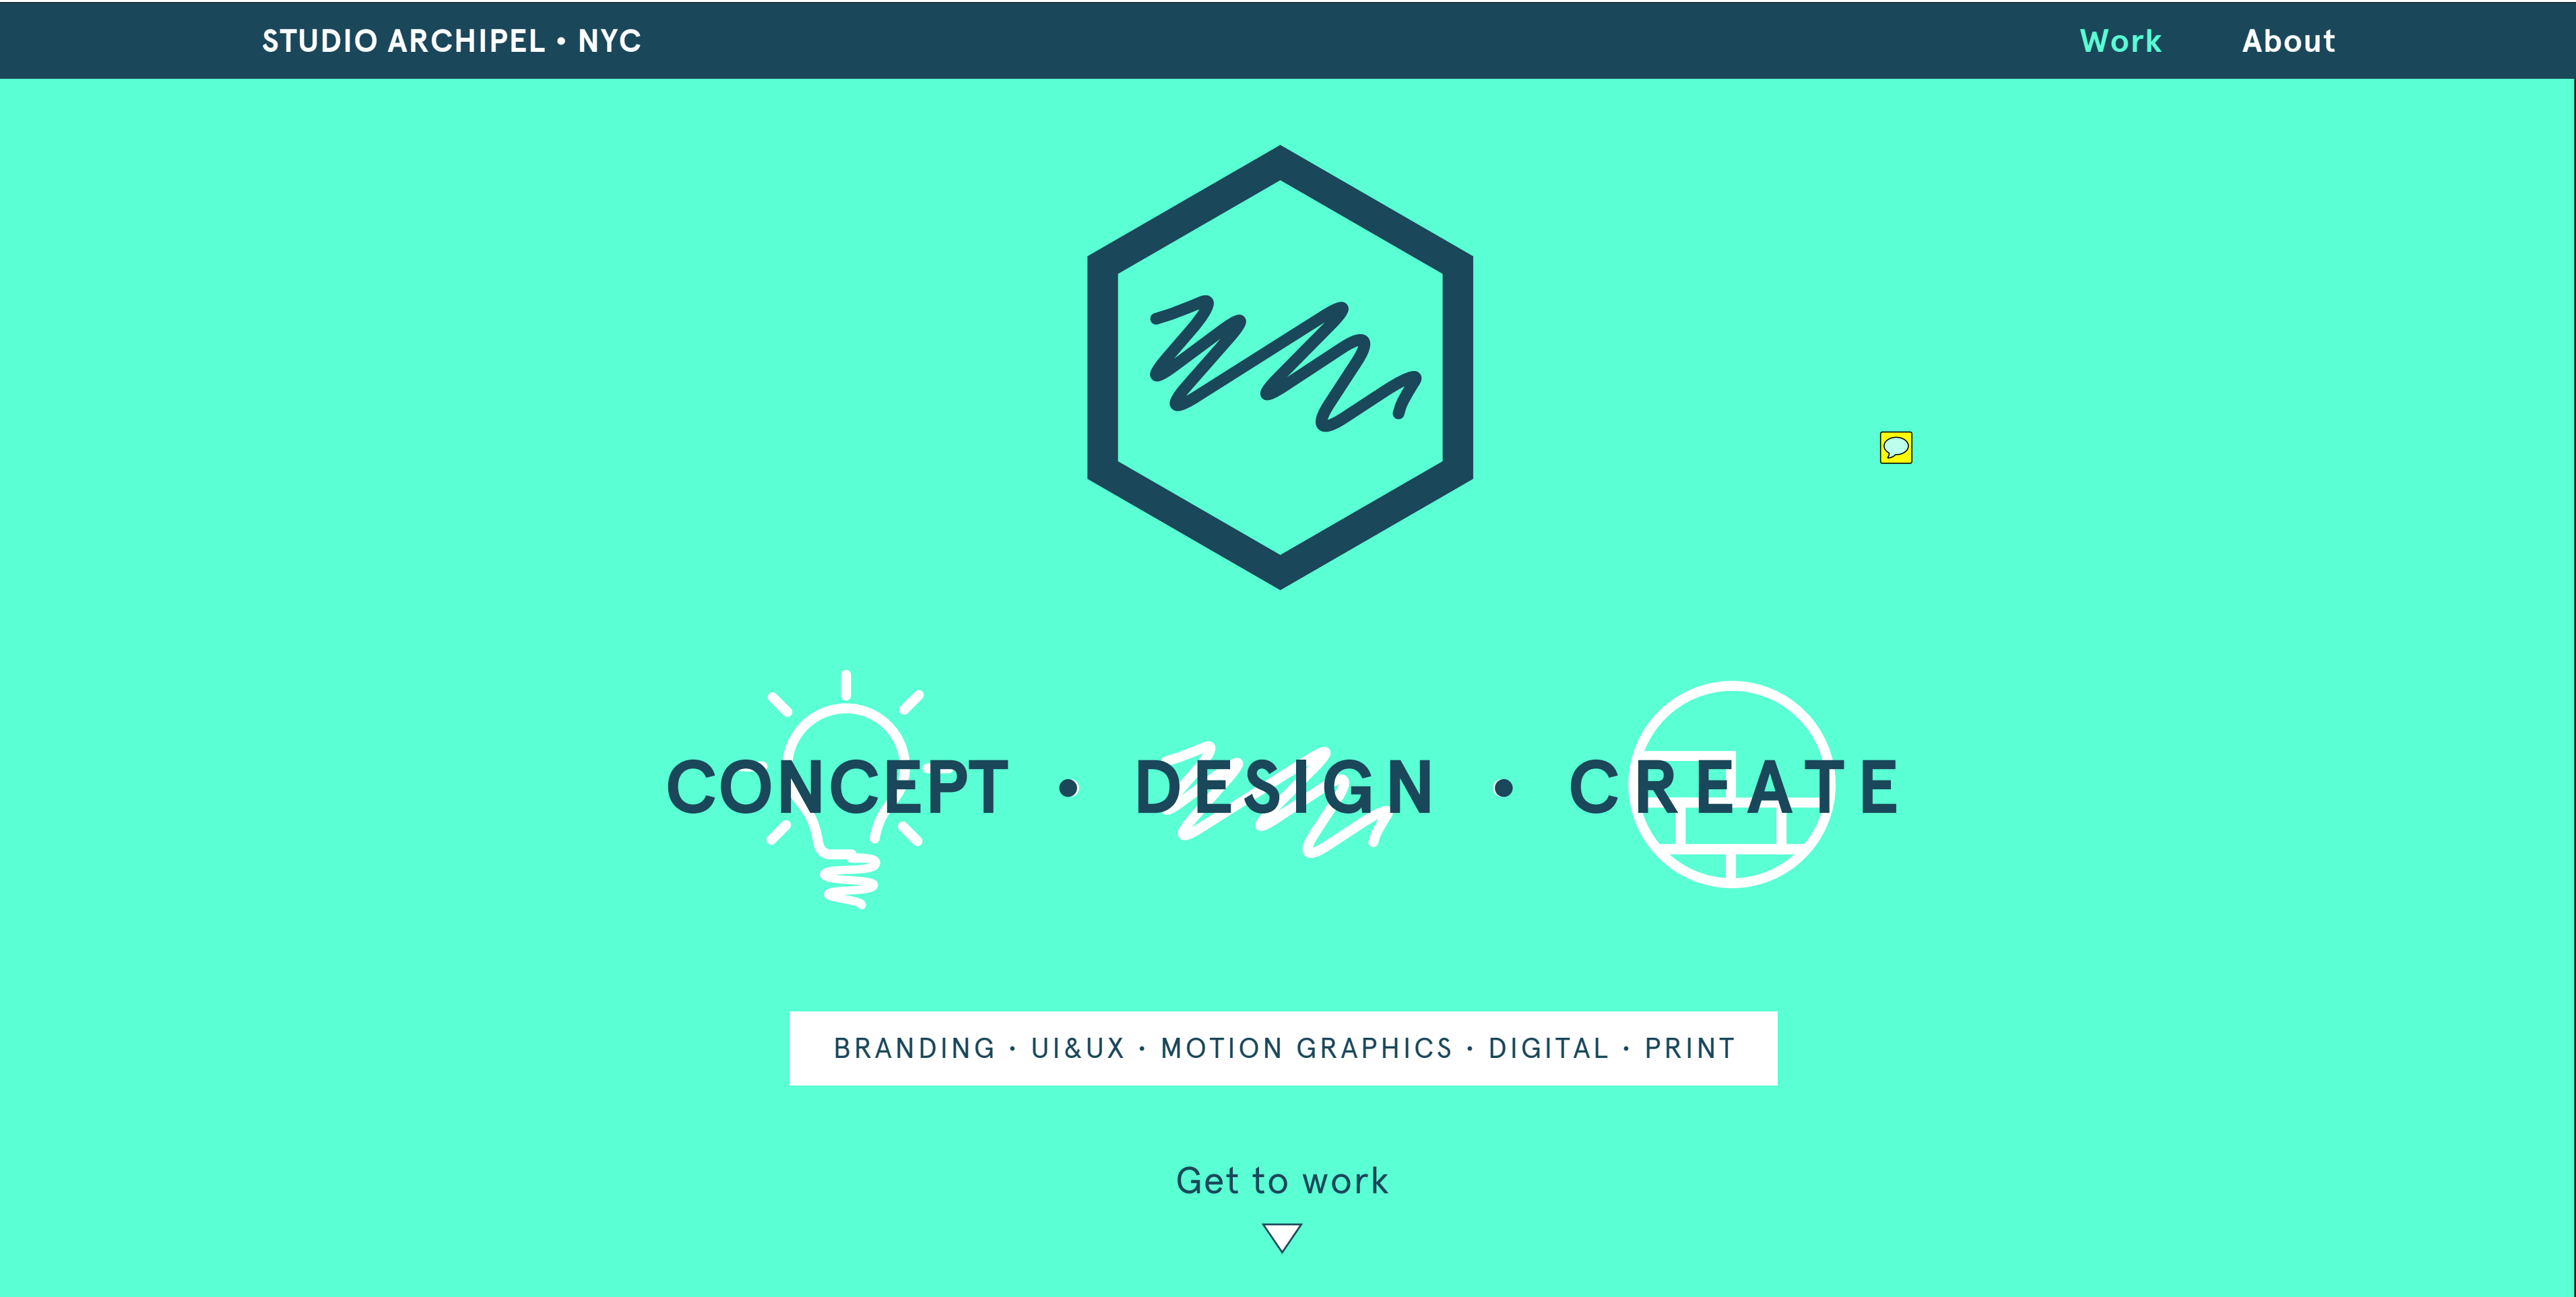 STUDIO ARCHIPEL • NYC
Work About
CONCEPT • DESIGN • CREATE
BRANDING · UI&UX · MOTION GRAPHICS · DIGITAL · PRINT
Get to work